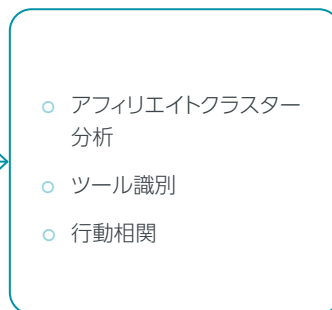 アフィリエイトクラスター
分析
ツール識別
行動相関